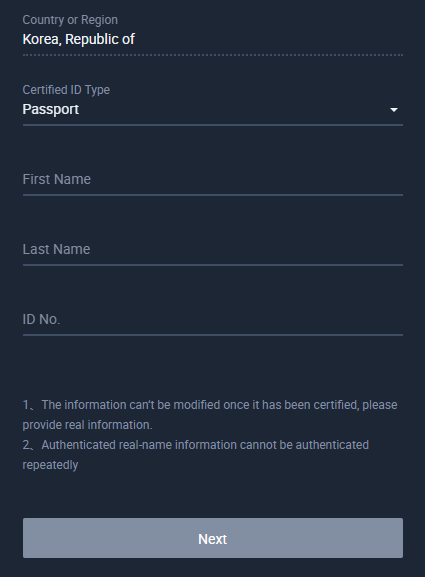 Country or Region
Korea, Republic of
Certified ID Type
Passport
First Name
Last Name
ID No.
1、The information can't be modified once it has been certified, please
provide real information.
2、Authenticated real-name information cannot be authenticated
repeatedly
Next